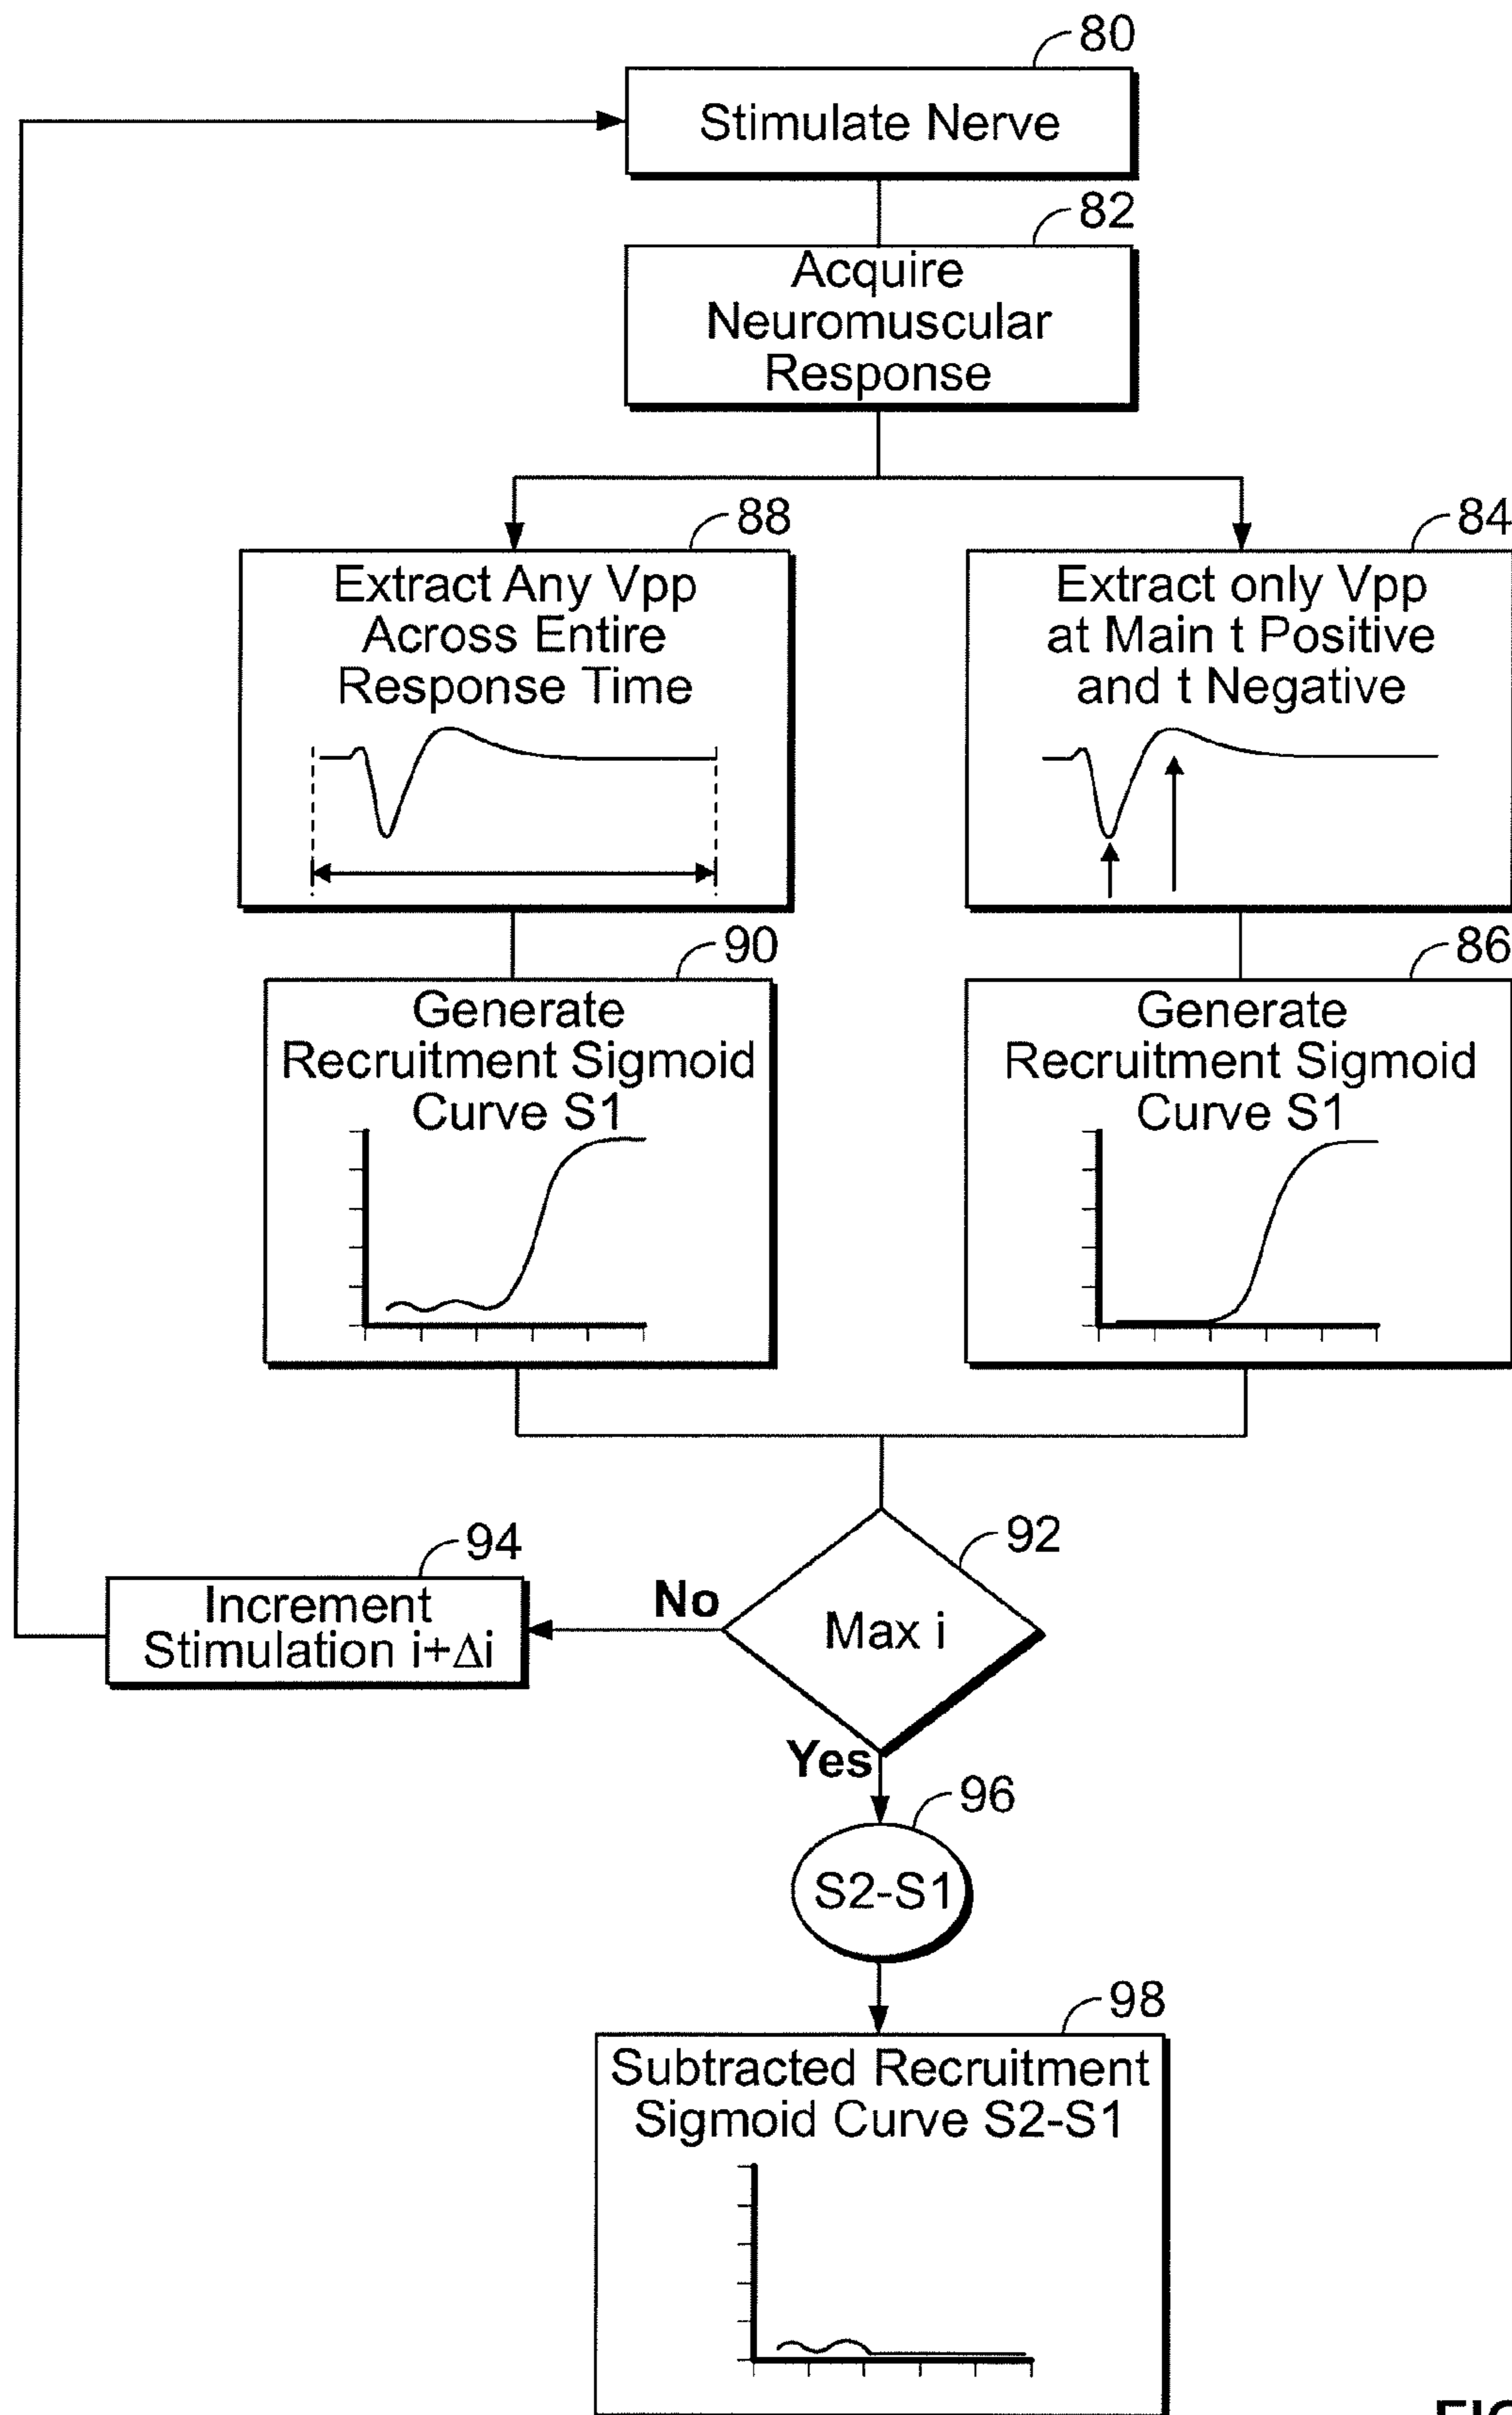 80
Stimulate Nerve
82
Acquire
Neuromuscular
Response
88
Extract Any Vpp
Across Entire
Response Time
84
Extract only Vpp
at Main t Positive
and t Negative
90
Generate
Recruitment Sigmoid
Curve S1
86
Generate
Recruitment Sigmoid
Curve S1
92
Max i
No
94
Increment
Stimulation i+Δi
Yes
96
S2-S1
98
Subtracted Recruitment
Sigmoid Curve S2-S1